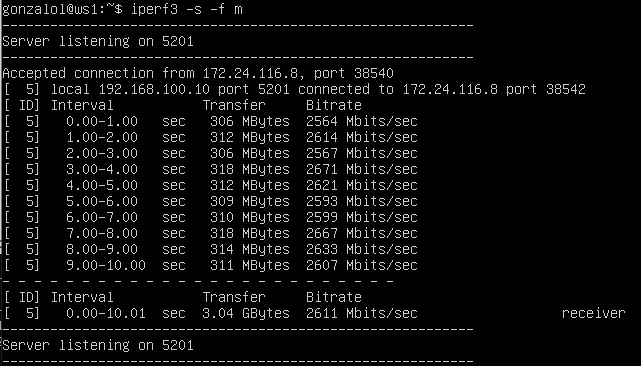 gonzalol@ws1:~$ iperf3 -s -f m
-----------------------------------------------------------
Server listening on 5201
-----------------------------------------------------------
Accepted connection from 172.24.116.8, port 38540
[  5] local 192.168.100.10 port 5201 connected to 172.24.116.8 port 38542
[ ID] Interval           Transfer     Bitrate
[  5]   0.00-1.00   sec   306 MBytes  2564 Mbits/sec
[  5]   1.00-2.00   sec   312 MBytes  2614 Mbits/sec
[  5]   2.00-3.00   sec   306 MBytes  2567 Mbits/sec
[  5]   3.00-4.00   sec   318 MBytes  2671 Mbits/sec
[  5]   4.00-5.00   sec   312 MBytes  2621 Mbits/sec
[  5]   5.00-6.00   sec   309 MBytes  2593 Mbits/sec
[  5]   6.00-7.00   sec   310 MBytes  2599 Mbits/sec
[  5]   7.00-8.00   sec   318 MBytes  2667 Mbits/sec
[  5]   8.00-9.00   sec   314 MBytes  2633 Mbits/sec
[  5]   9.00-10.00  sec   311 MBytes  2607 Mbits/sec
- - - - - - - - - - - - - - - - - - - - - - - - -
[ ID] Interval           Transfer     Bitrate
[  5]   0.00-10.01  sec  3.04 GBytes  2611 Mbits/sec                  receiver
-----------------------------------------------------------
Server listening on 5201
-----------------------------------------------------------